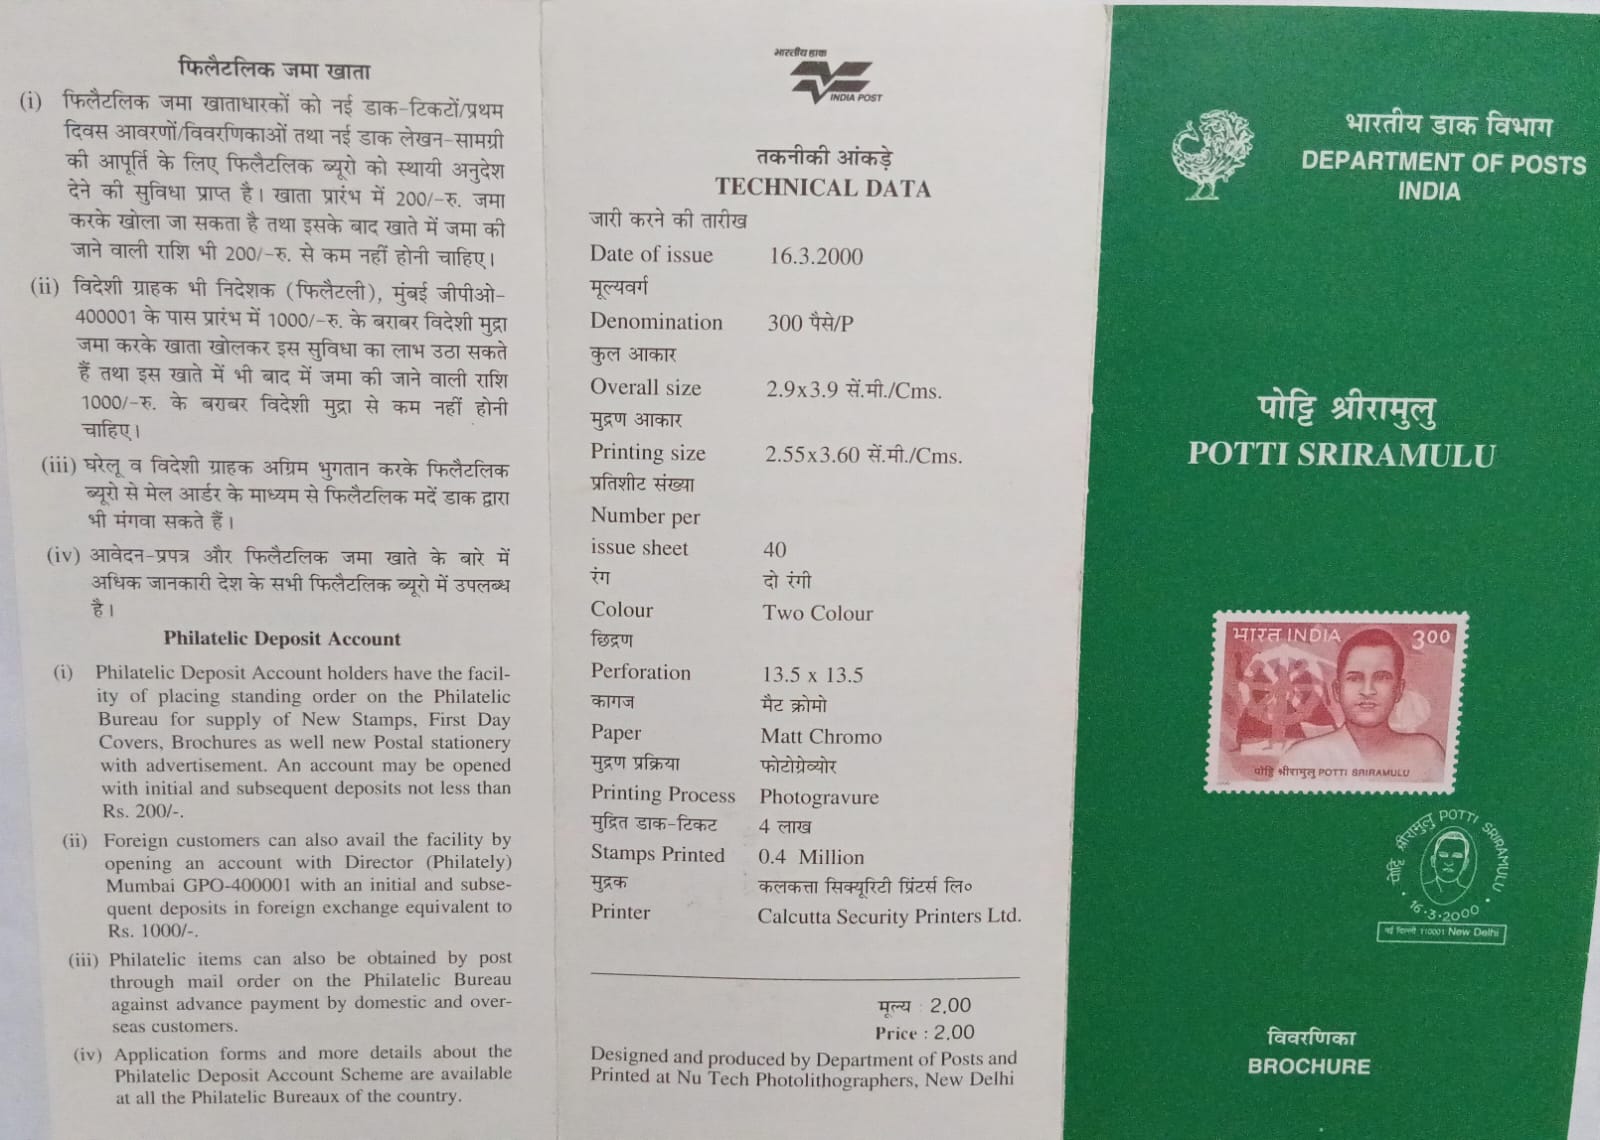 फिलैटलिक जमा खाता
(i) फिलैटलिक जमा खाताधारकों को नई डाक-टिकटों/प्रथम
दिवस आवरणों/विवरणिकाओं तथा नई डाक लेखन-सामग्री
की आपूर्ति के लिए फिलैटलिक ब्यूरो को स्थायी अनुदेश
देने की सुविधा प्राप्त है। खाता प्रारंभ में 200/-रु. जमा
करके खोला जा सकता है तथा इसके बाद खाते में जमा की
जाने वाली राशि भी 200/-रु. से कम नहीं होनी चाहिए।
(ii) विदेशी ग्राहक भी निदेशक (फिलैटली), मुंबई जीपीओ-
400001 के पास प्रारंभ में 1000/-रु. के बराबर विदेशी मुद्रा
जमा करके खाता खोलकर इस सुविधा का लाभ उठा सकते
हैं तथा इस खाते में भी बाद में जमा की जाने वाली राशि
1000/-रु. के बराबर विदेशी मुद्रा से कम नहीं होनी
चाहिए।
(iii) घरेलू व विदेशी ग्राहक अग्रिम भुगतान करके फिलैटलिक
ब्यूरो से मेल आर्डर के माध्यम से फिलैटलिक मदें डाक द्वारा
भी मंगवा सकते हैं।
(iv) आवेदन-प्रपत्र और फिलैटलिक जमा खाते के बारे में
अधिक जानकारी देश के सभी फिलैटलिक ब्यूरो में उपलब्ध
है।
Philatelic Deposit Account
(i) Philatelic Deposit Account holders have the facil-
ity of placing standing order on the Philatelic
Bureau for supply of New Stamps, First Day
Covers, Brochures as well new Postal stationery
with advertisement. An account may be opened
with initial and subsequent deposits not less than
Rs. 200/-.
(ii) Foreign customers can also avail the facility by
opening an account with Director (Philately)
Mumbai GPO-400001 with an initial and subse-
quent deposits in foreign exchange equivalent to
Rs. 1000/-.
(iii) Philatelic items can also be obtained by post
through mail order on the Philatelic Bureau
against advance payment by domestic and over-
seas customers.
(iv) Application forms and more details about the
Philatelic Deposit Account Scheme are available
at all the Philatelic Bureaux of the country.
भारतीय डाक
INDIA POST
तकनीकी आंकड़े
TECHNICAL DATA
जारी करने की तारीख
Date of issue 16.3.2000
मूल्यवर्ग
Denomination 300 पैसे/P
कुल आकार
Overall size 2.9x3.9 सें.मी./Cms.
मुद्रण आकार
Printing size 2.55x3.60 सें.मी./Cms.
प्रतिशीट संख्या
Number per
issue sheet 40
रंग दो रंगी
Colour Two Colour
छिद्रण
Perforation 13.5 x 13.5
कागज मैट क्रोमो
Paper Matt Chromo
मुद्रण प्रक्रिया फोटोग्रेव्योर
Printing Process Photogravure
मुद्रित डाक-टिकट 4 लाख
Stamps Printed 0.4 Million
मुद्रक कलकत्ता सिक्यूरिटी प्रिंटर्स लि०
Printer Calcutta Security Printers Ltd.
मूल्य : 2.00
Price : 2.00
Designed and produced by Department of Posts and
Printed at Nu Tech Photolithographers, New Delhi
भारतीय डाक विभाग
DEPARTMENT OF POSTS
INDIA
पोट्टि श्रीरामुलु
POTTI SRIRAMULU
भारत INDIA 300
पोट्टि श्रीरामुलु POTTI SRIRAMULU
पोट्टि श्रीरामुलु POTTI SRIRAMULU
16.3.2000
नई दिल्ली 110001 New Delhi
विवरणिका
BROCHURE